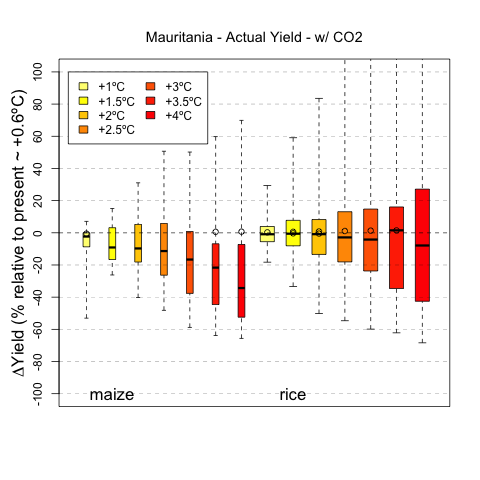 Mauritania - Actual Yield - w/ CO2
ΔYield (% relative to present ~ +0.6ºC)
100
80
60
40
20
0
-20
-40
-60
-80
-100
+1ºC
+1.5ºC
+2ºC
+2.5ºC
+3ºC
+3.5ºC
+4ºC
maize
rice